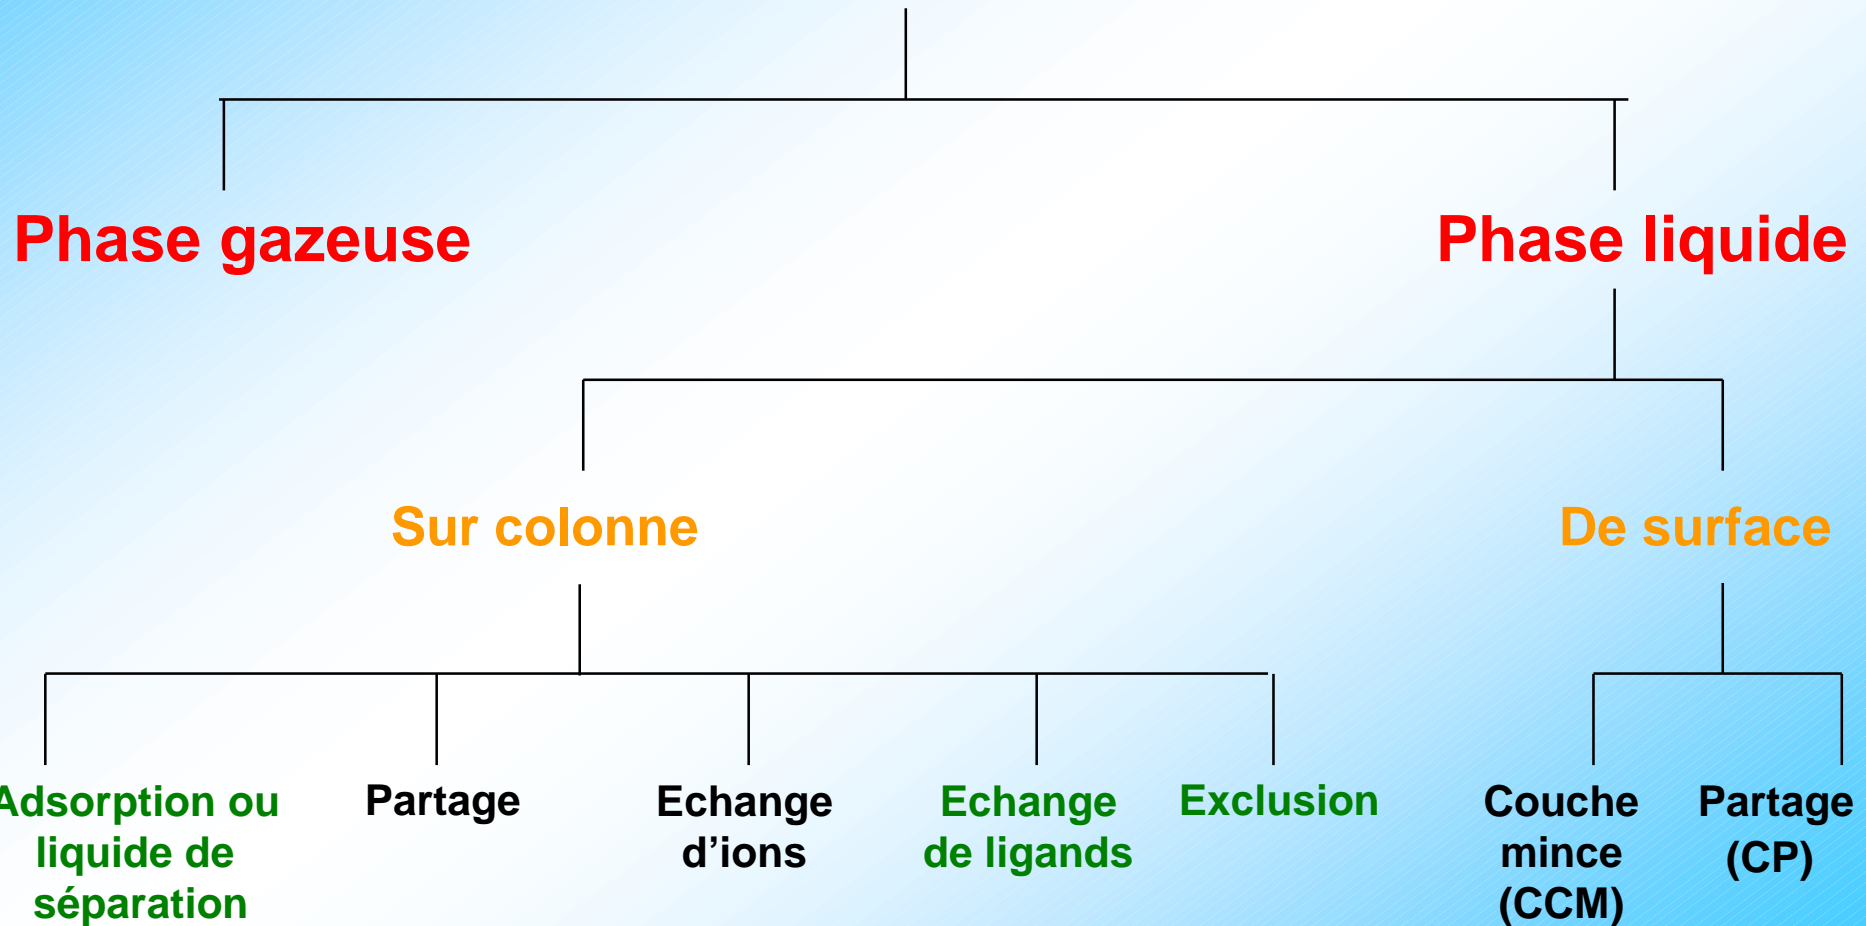 Phase gazeuse
Phase liquide
Sur colonne
De surface
Adsorption ou
liquide de
séparation
Partage
Echange
d’ions
Echange
de ligands
Exclusion
Couche
mince
(CCM)
Partage
(CP)